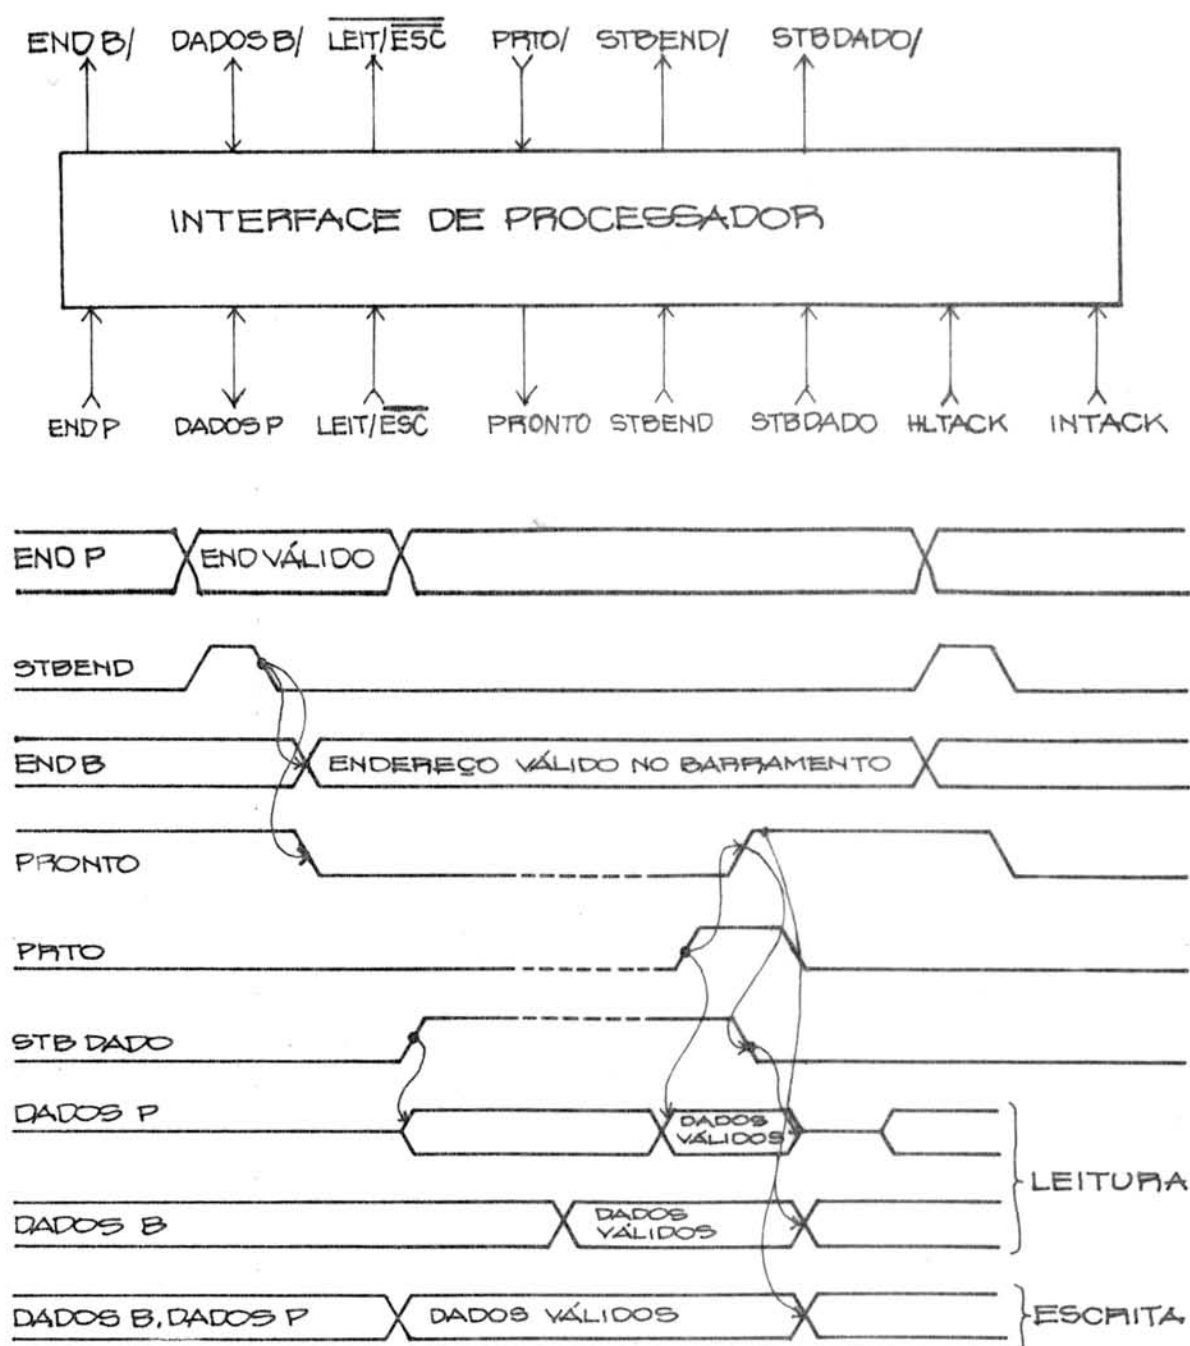 END B/ DADOS B/ LEIT/ESC PRTO/ STBEND/ STBDADO/
INTERFACE DE PROCESSADOR
END P DADOS P LEIT/ESC PRONTO STBEND STBDADO HLTACK INTACK
END P END VÁLIDO
STBEND
END B ENDEREÇO VÁLIDO NO BARRAMENTO
PRONTO
PRTO
STB DADO
DADOS P DADOS
VÁLIDOS
LEITURA
DADOS B DADOS
VÁLIDOS
DADOS B, DADOS P DADOS VÁLIDOS ESCRITA